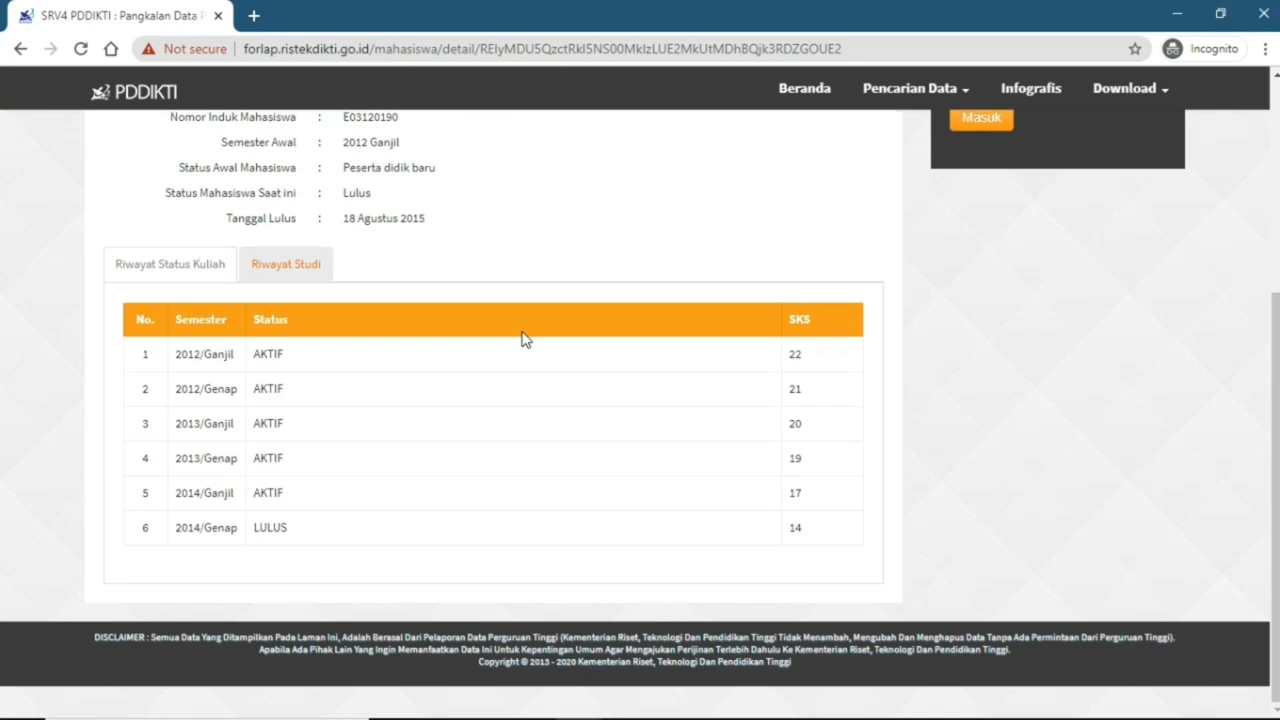 SRV4 PDDIKTI : Pangkalan Data P
Not secure forlap.ristekdikti.go.id/mahasiswa/detail/REIyMDU5QzctRkI5NS00MkIzLUE2MkUtMDhBQjk3RDZGOUE2 Incognito
PDDIKTI Beranda Pencarian Data Infografis Download
Nomor Induk Mahasiswa : E03120190
Masuk
Semester Awal : 2012 Ganjil
Status Awal Mahasiswa : Peserta didik baru
Status Mahasiswa Saat ini : Lulus
Tanggal Lulus : 18 Agustus 2015
Riwayat Status Kuliah Riwayat Studi
No. Semester Status SKS
1 2012/Ganjil AKTIF 22
2 2012/Genap AKTIF 21
3 2013/Ganjil AKTIF 20
4 2013/Genap AKTIF 19
5 2014/Ganjil AKTIF 17
6 2014/Genap LULUS 14
DISCLAIMER : Semua Data Yang Ditampilkan Pada Laman Ini, Adalah Berasal Dari Pelaporan Data Perguruan Tinggi (Kementerian Riset, Teknologi Dan Pendidikan Tinggi Tidak Menambah, Mengubah Dan Menghapus Data Tanpa Ada Permintaan Dari Perguruan Tinggi).
Apabila Ada Pihak Lain Yang Ingin Memanfaatkan Data Ini Untuk Kepentingan Umum Agar Mengajukan Perijinan Terlebih Dahulu Ke Kementerian Riset, Teknologi Dan Pendidikan Tinggi.
Copyright © 2013 - 2020 Kementerian Riset, Teknologi Dan Pendidikan Tinggi